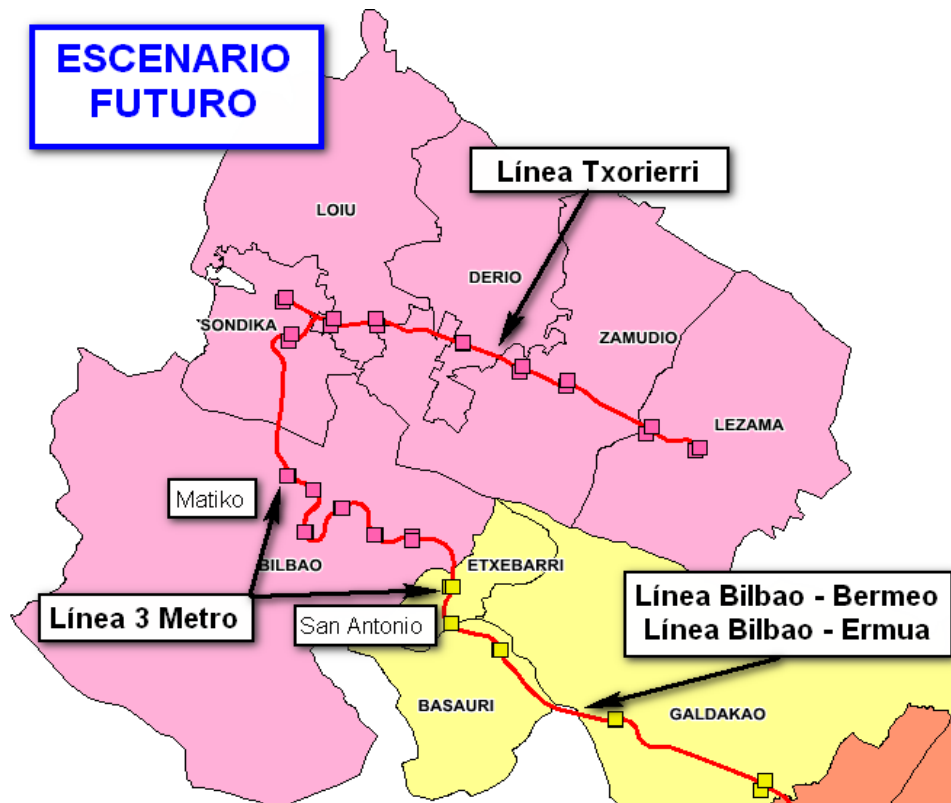 ESCENARIO
FUTURO
Línea Txorierri
LOIU
DERIO
SONDIKA
ZAMUDIO
LEZAMA
Matiko
BILBAO
ETXEBARRI
Línea 3 Metro
San Antonio
Línea Bilbao - Bermeo
Línea Bilbao - Ermua
BASAURI
GALDAKAO